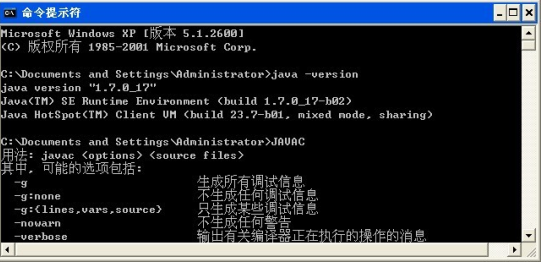 命令提示符
Microsoft Windows XP [版本 5.1.2600]
(C) 版权所有 1985-2001 Microsoft Corp.
C:\Documents and Settings\Administrator>java -version
java version "1.7.0_17"
Java(TM) SE Runtime Environment (build 1.7.0_17-b02)
Java HotSpot(TM) Client VM (build 23.7-b01, mixed mode, sharing)
C:\Documents and Settings\Administrator>JAVAC
用法: javac <options> <source files>
其中, 可能的选项包括:
-g 生成所有调试信息
-g:none 不生成任何调试信息
-g:{lines,vars,source} 只生成某些调试信息
-nowarn 不生成任何警告
-verbose 输出有关编译器正在执行的操作的消息